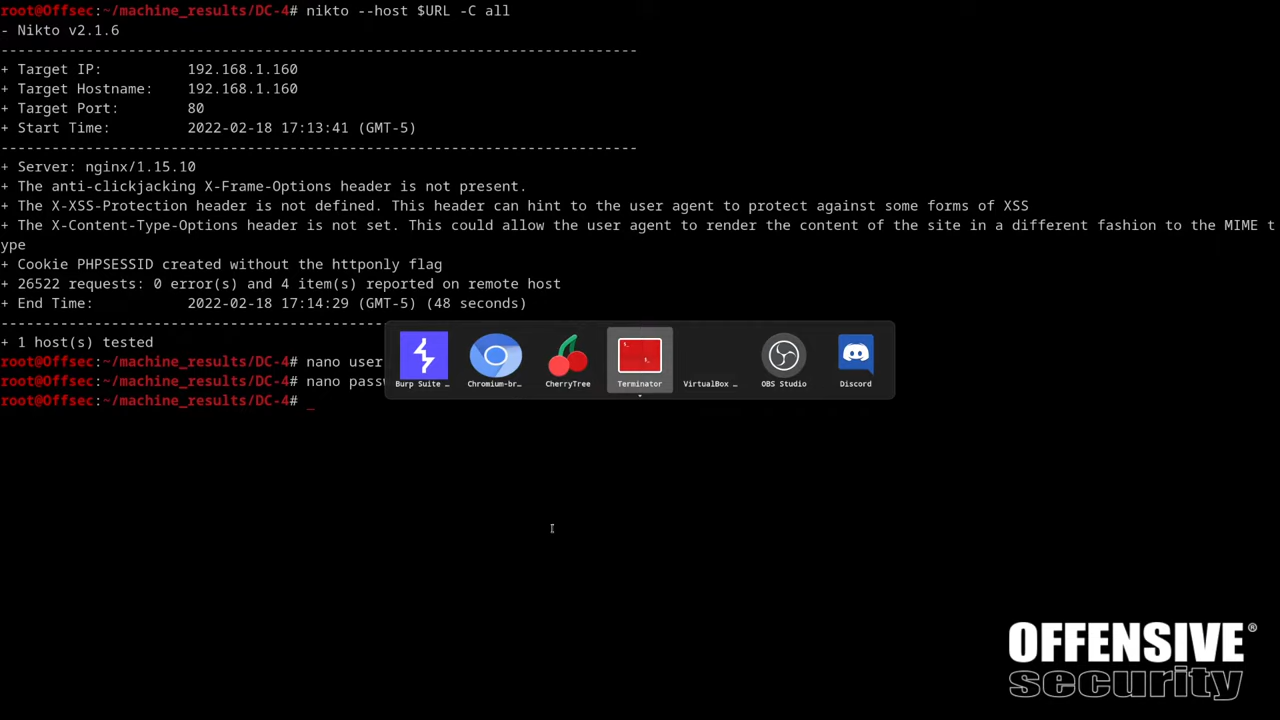 root@Offsec:~/machine_results/DC-4# nikto --host $URL -C all
- Nikto v2.1.6
---------------------------------------------------------------------------
+ Target IP:          192.168.1.160
+ Target Hostname:    192.168.1.160
+ Target Port:        80
+ Start Time:         2022-02-18 17:13:41 (GMT-5)
---------------------------------------------------------------------------
+ Server: nginx/1.15.10
+ The anti-clickjacking X-Frame-Options header is not present.
+ The X-XSS-Protection header is not defined. This header can hint to the user agent to protect against some forms of XSS
+ The X-Content-Type-Options header is not set. This could allow the user agent to render the content of the site in a different fashion to the MIME t
ype
+ Cookie PHPSESSID created without the httponly flag
+ 26522 requests: 0 error(s) and 4 item(s) reported on remote host
+ End Time:           2022-02-18 17:14:29 (GMT-5) (48 seconds)
---------------------------------------------
+ 1 host(s) tested
root@Offsec:~/machine_results/DC-4# nano user
root@Offsec:~/machine_results/DC-4# nano pass
root@Offsec:~/machine_results/DC-4# _
Burp Suite … Chromium-br… CherryTree Terminator VirtualBox … OBS Studio Discord
OFFENSIVE®
security